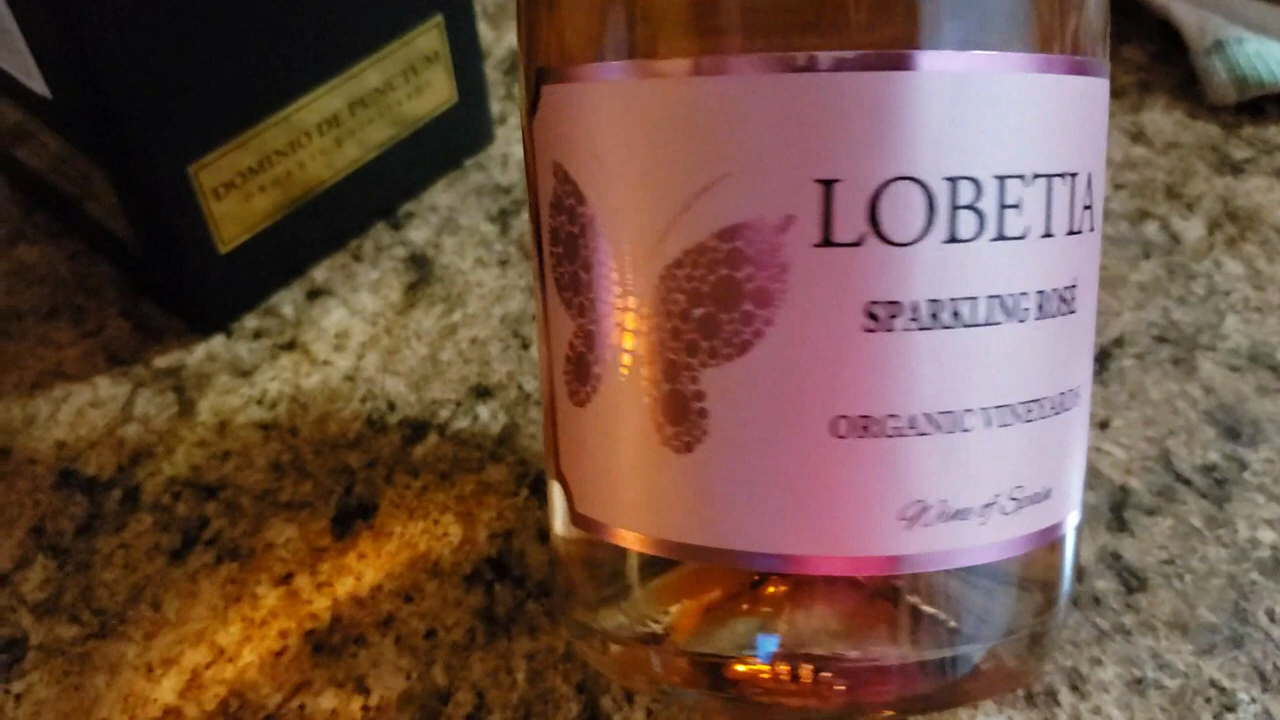 DOMINIO DE PUNCTUM
LOBETIA
SPARKLING ROSÉ
ORGANIC VINEYARDS
Wine of Spain